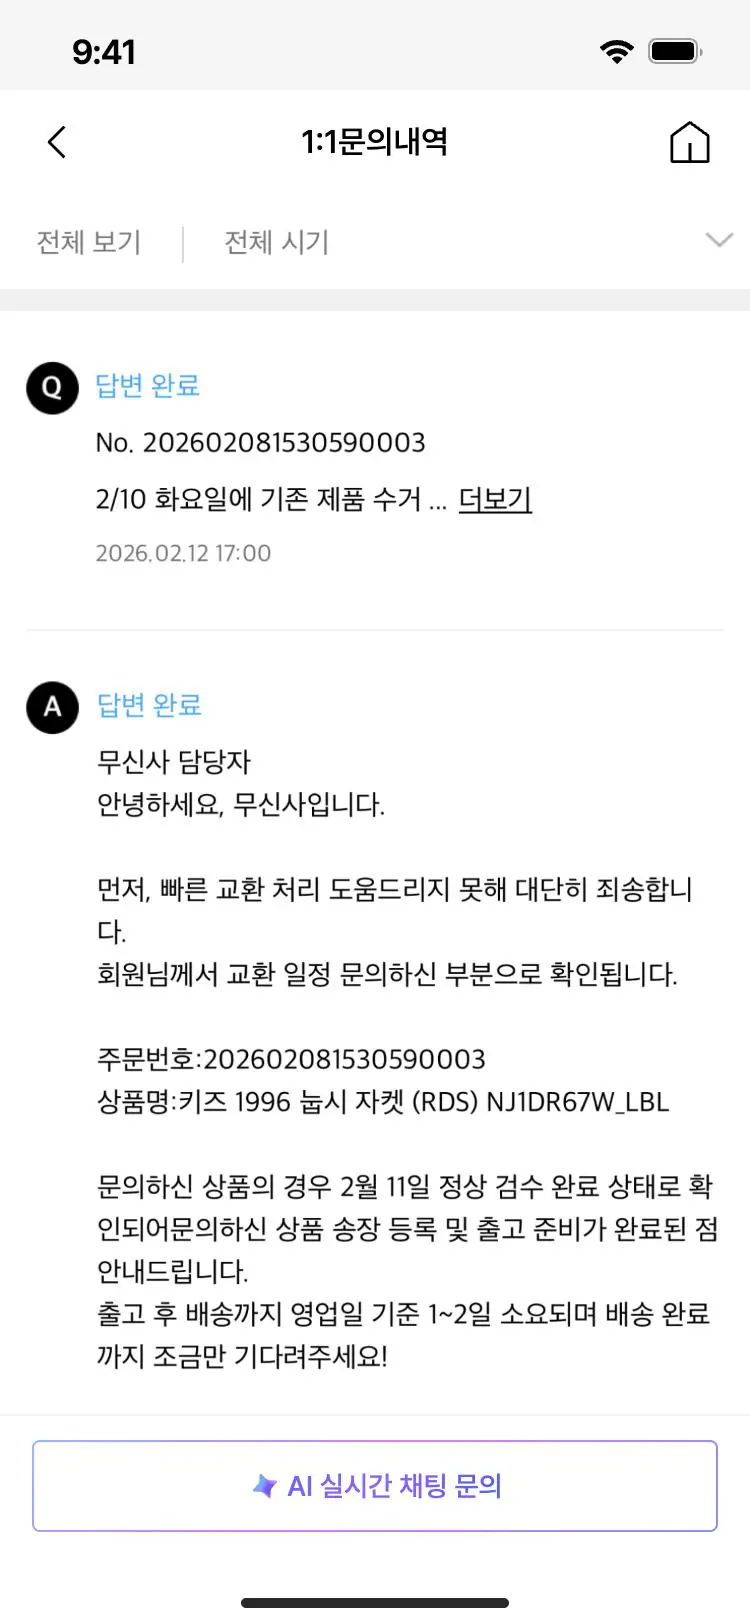 9:41
1:1문의내역
전체 보기
전체 시기
Q
답변 완료
No. 202602081530590003
2/10 화요일에 기존 제품 수거 ... 더보기
2026.02.12 17:00
A
답변 완료
무신사 담당자
안녕하세요, 무신사입니다.
먼저, 빠른 교환 처리 도움드리지 못해 대단히 죄송합니
다.
회원님께서 교환 일정 문의하신 부분으로 확인됩니다.
주문번호:202602081530590003
상품명:키즈 1996 눕시 자켓 (RDS) NJ1DR67W_LBL
문의하신 상품의 경우 2월 11일 정상 검수 완료 상태로 확
인되어문의하신 상품 송장 등록 및 출고 준비가 완료된 점
안내드립니다.
출고 후 배송까지 영업일 기준 1~2일 소요되며 배송 완료
까지 조금만 기다려주세요!
AI 실시간 채팅 문의